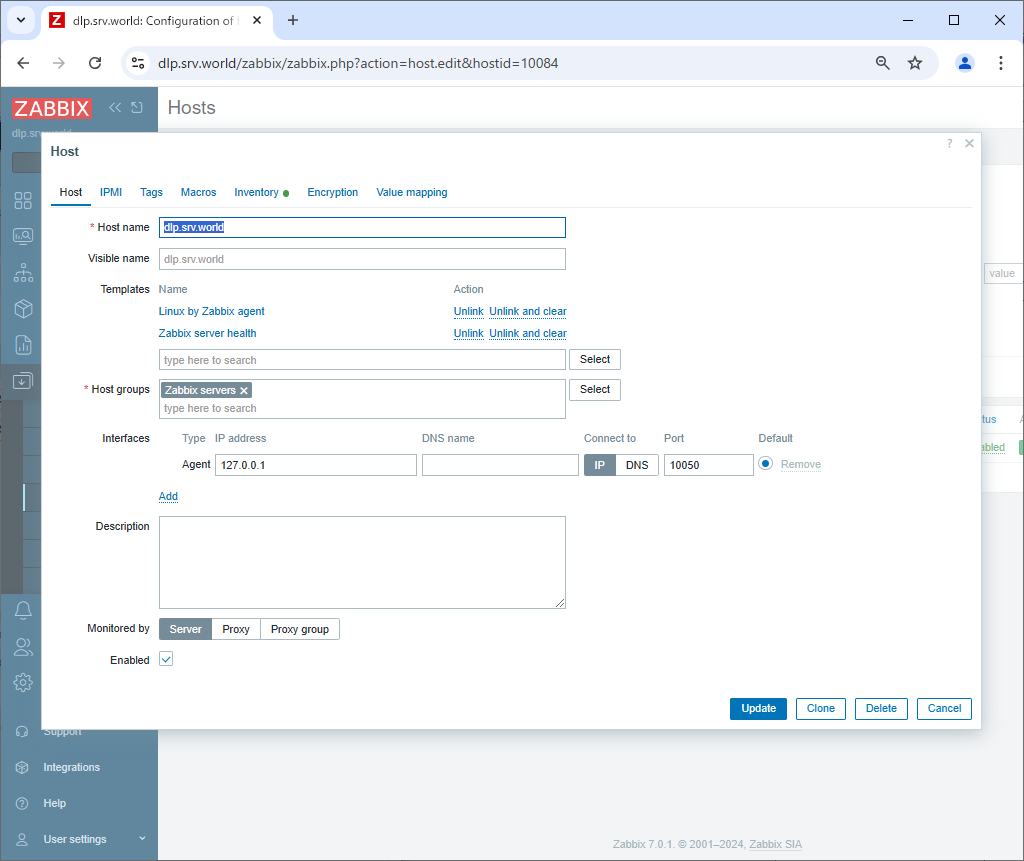 Z dlp.srv.world: Configuration of
dlp.srv.world/zabbix/zabbix.php?action=host.edit&hostid=10084
ZABBIX
Hosts
Host
?
Host IPMI Tags Macros Inventory Encryption Value mapping
* Host name dlp.srv.world
Visible name dlp.srv.world
Templates Name Action
Linux by Zabbix agent Unlink Unlink and clear
Zabbix server health Unlink Unlink and clear
type here to search Select
* Host groups Zabbix servers Select
type here to search
Interfaces Type IP address DNS name Connect to Port Default
Agent 127.0.0.1 IP DNS 10050 Remove
Add
Description
Monitored by Server Proxy Proxy group
Enabled
Update Clone Delete Cancel
value
Support
Integrations
Help
User settings
Zabbix 7.0.1. © 2001–2024, Zabbix SIA